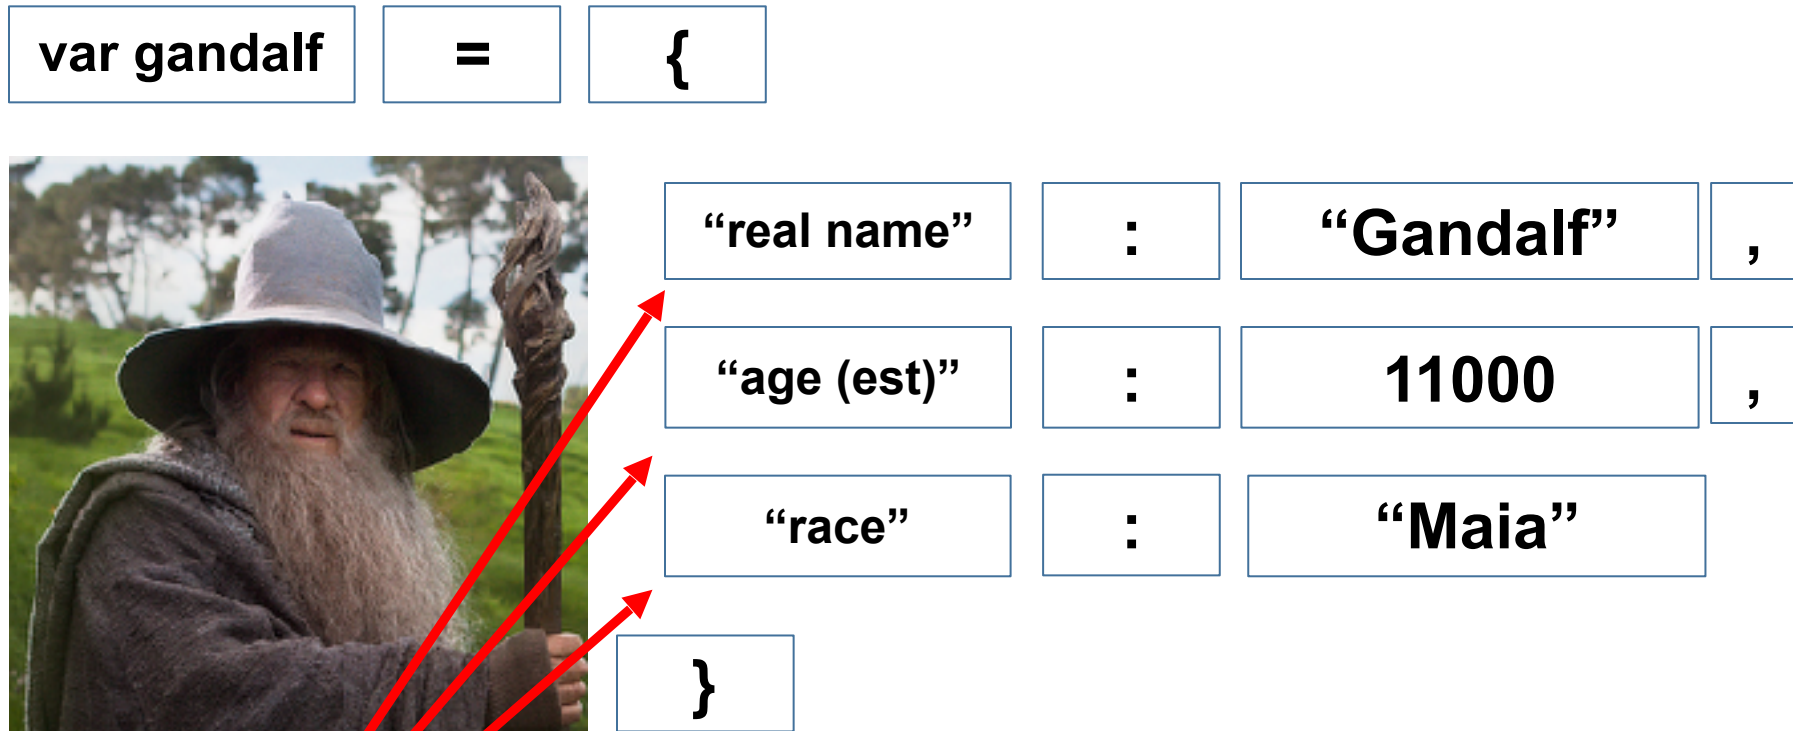 var gandalf = {
“real name” : “Gandalf” ,
“age (est)” : 11000 ,
“race” : “Maia”
}